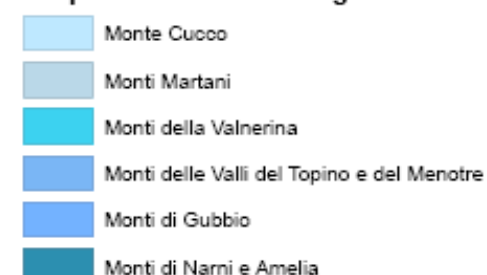 Monte Cucco
Monti Martani
Monti della Valnerina
Monti delle Valli del Topino e del Menotre
Monti di Gubbio
Monti di Narni e Amelia